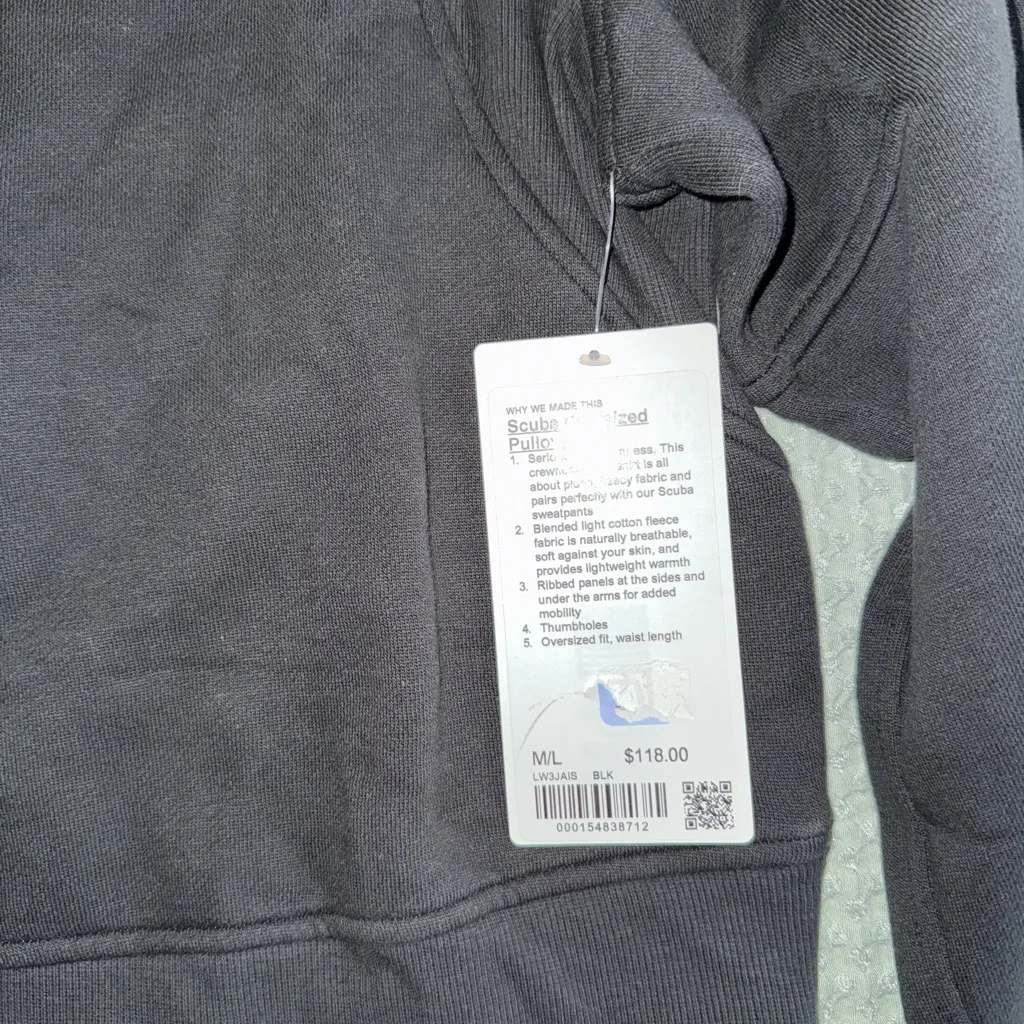 WHY WE MADE THIS
Scuba
1. This
is all
about fabric and
pairs perfectly with our Scuba
sweatpants
2. Blended light cotton fleece
fabric is naturally breathable,
soft against your skin, and
provides lightweight warmth
3. Ribbed panels at the sides and
under the arms for added
mobility
4. Thumbholes
5. Oversized fit, waist length
M/L $118.00
LW3JAIS BLK
000154838712